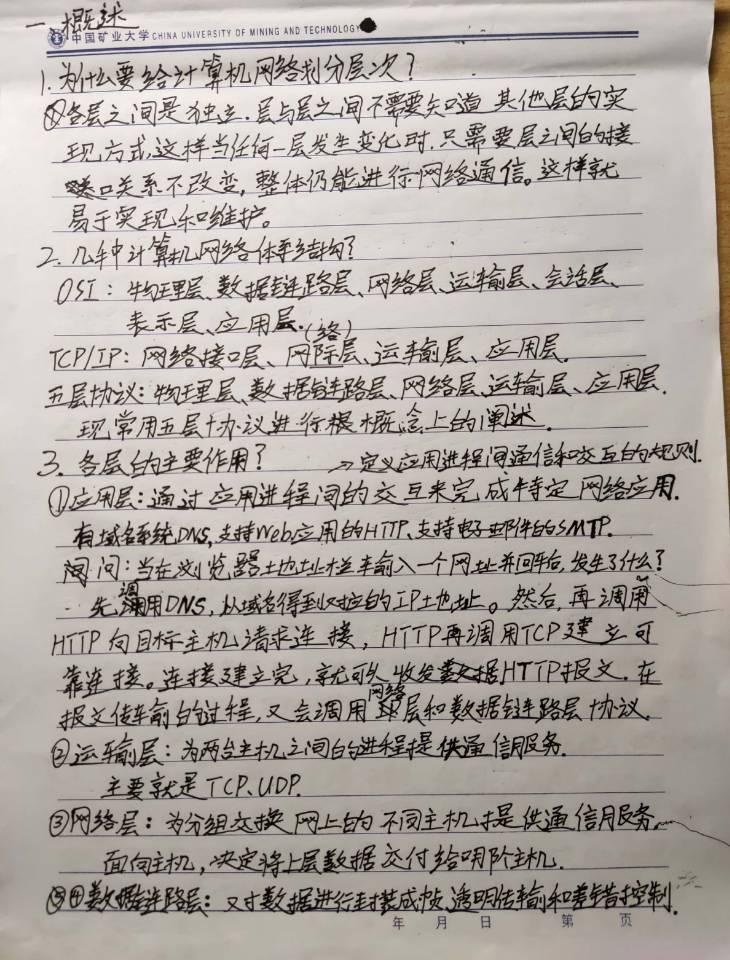 一、概述
中国矿业大学 CHINA UNIVERSITY OF MINING AND TECHNOLOGY
1. 为什么要给计算机网络划分层次？
①各层之间是独立. 层与层之间不需要知道 其他层的实
现方式,这样当任何一层发生变化时,只需要层之间的接
口关系不改变,整体仍能进行网络通信。这样就
易于实现和维护。
2. 几种计算机网络体系结构？
OSI：物理层、数据链路层、网络层、运输层、会话层、
表示层、应用层.
(络)
TCP/IP：网络接口层、网际层、运输层、应用层.
五层协议：物理层、数据链路层、网络层、运输层、应用层.
现常用五层协议进行概念上的阐述.
3. 各层的主要作用？ →定义应用进程间通信和交互的规则.
①应用层：通过 应用进程间的交互来完成特定 网络应用.
有域名系统DNS,支持Web应用的HTTP、支持电子邮件的SMTP.
问：当在浏览器地址栏输入一个网址并回车后,发生了什么？
先调用DNS,从域名得到对应的IP地址。然后,再调用
HTTP向目标主机请求连接，HTTP再调用TCP建立可
靠连接。连接建立完,就可以收发数据HTTP报文. 在
报文传输的过程,又会调用网络层和数据链路层协议.
②运输层：为两台主机之间的进程提供通信服务.
主要就是TCP、UDP.
③网络层：为分组交换网上的不同主机提供通信服务.
面向主机,决定将上层数据交付给哪台主机.
④数据链路层：对数据进行封装成帧、透明传输和差错控制.
年 月 日 第 页